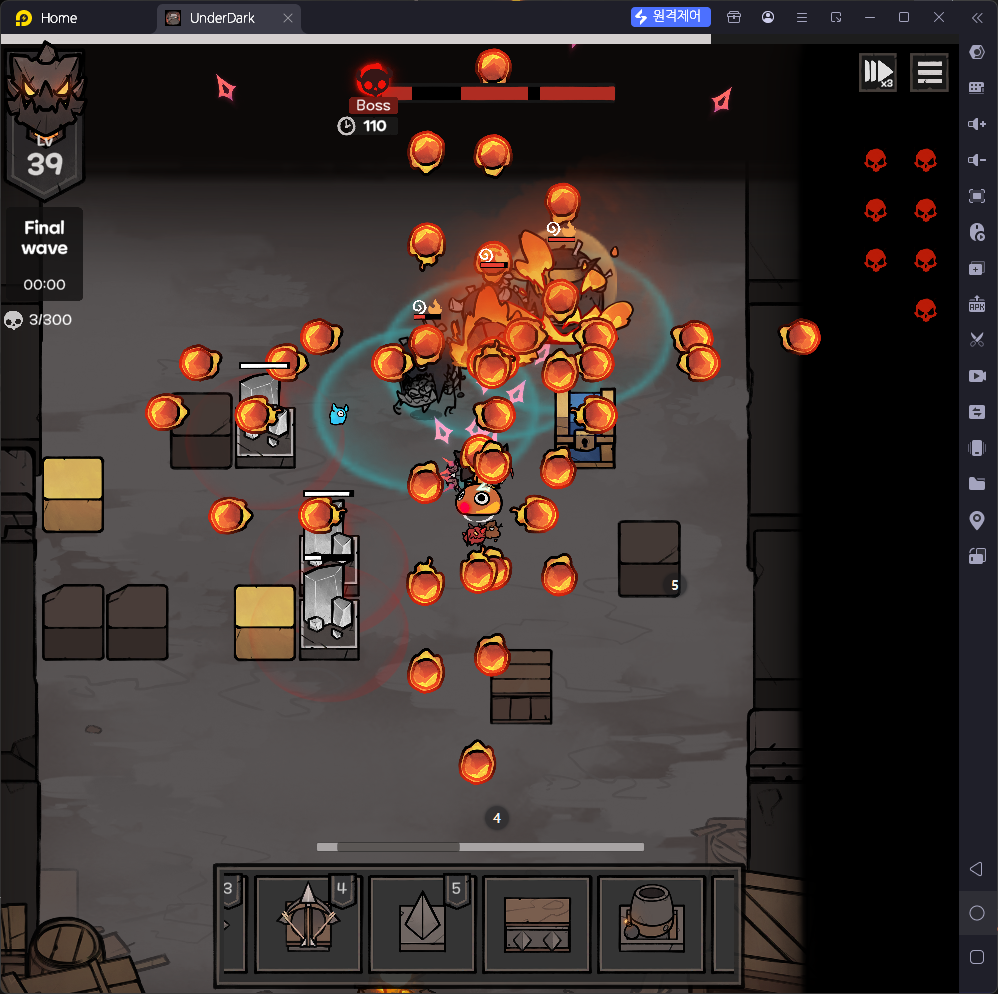 Home
UnderDark
원격제어
x3
Boss
110
LV
39
Final
wave
00:00
3/300
APK
5
4
3
4
5